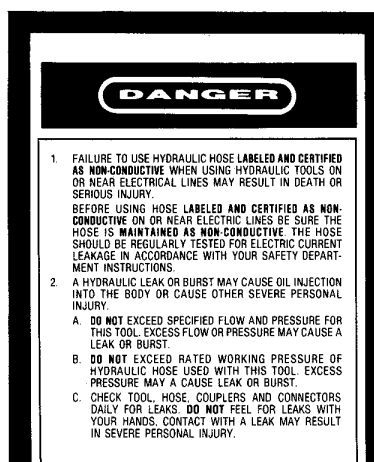 DANGER
1. FAILURE TO USE HYDRAULIC HOSE LABELED AND CERTIFIED
AS NON-CONDUCTIVE WHEN USING HYDRAULIC TOOLS ON
OR NEAR ELECTRICAL LINES MAY RESULT IN DEATH OR
SERIOUS INJURY.
BEFORE USING HOSE LABELED AND CERTIFIED AS NON-
CONDUCTIVE ON OR NEAR ELECTRIC LINES BE SURE THE
HOSE IS MAINTAINED AS NON-CONDUCTIVE. THE HOSE
SHOULD BE REGULARLY TESTED FOR ELECTRIC CURRENT
LEAKAGE IN ACCORDANCE WITH YOUR SAFETY DEPART-
MENT INSTRUCTIONS.
2. A HYDRAULIC LEAK OR BURST MAY CAUSE OIL INJECTION
INTO THE BODY OR CAUSE OTHER SEVERE PERSONAL
INJURY.
A. DO NOT EXCEED SPECIFIED FLOW AND PRESSURE FOR
THIS TOOL. EXCESS FLOW OR PRESSURE MAY CAUSE A
LEAK OR BURST.
B. DO NOT EXCEED RATED WORKING PRESSURE OF
HYDRAULIC HOSE USED WITH THIS TOOL. EXCESS
PRESSURE MAY A CAUSE LEAK OR BURST.
C. CHECK TOOL, HOSE, COUPLERS AND CONNECTORS
DAILY FOR LEAKS. DO NOT FEEL FOR LEAKS WITH
YOUR HANDS. CONTACT WITH A LEAK MAY RESULT
IN SEVERE PERSONAL INJURY.